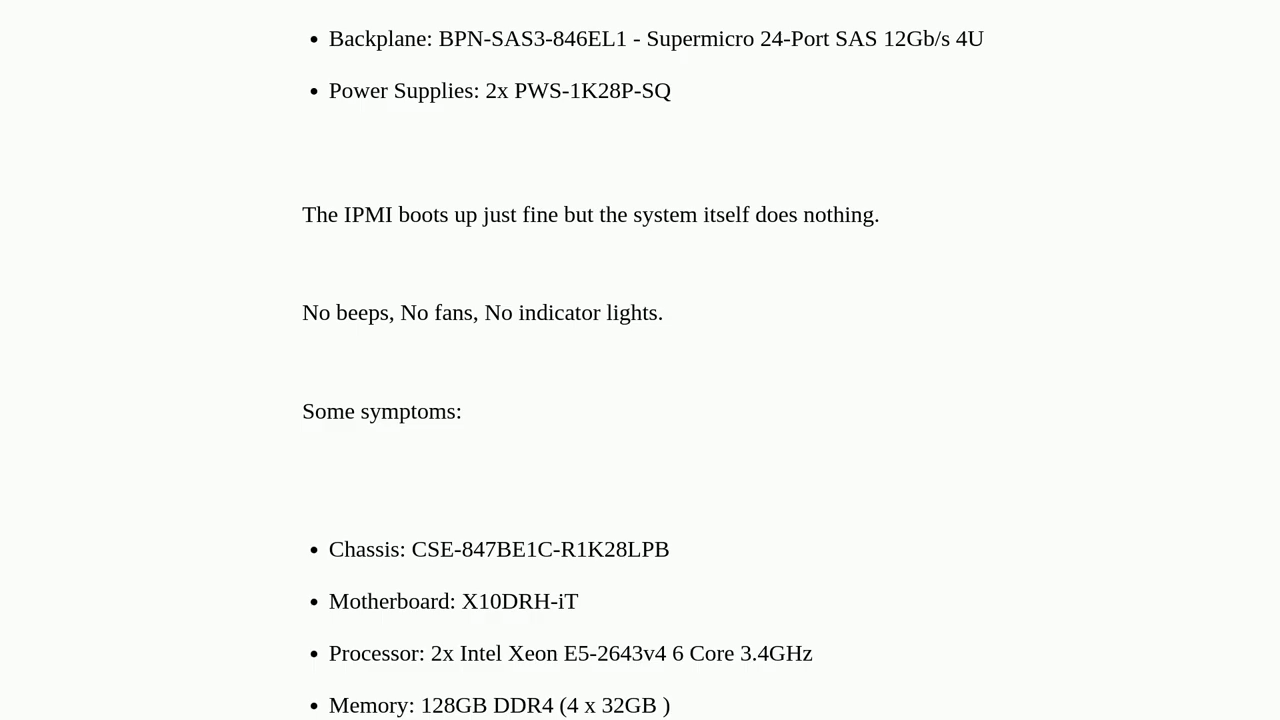 • Backplane: BPN-SAS3-846EL1 - Supermicro 24-Port SAS 12Gb/s 4U
• Power Supplies: 2x PWS-1K28P-SQ
The IPMI boots up just fine but the system itself does nothing.
No beeps, No fans, No indicator lights.
Some symptoms:
• Chassis: CSE-847BE1C-R1K28LPB
• Motherboard: X10DRH-iT
• Processor: 2x Intel Xeon E5-2643v4 6 Core 3.4GHz
• Memory: 128GB DDR4 (4 x 32GB )